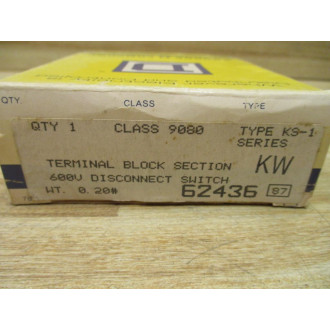 QTY. CLASS TYPE
QTY 1 CLASS 9080 TYPE KS-1
SERIES
TERMINAL BLOCK SECTION KW
600V DISCONNECT SWITCH
WT. 0.20# 62436 87